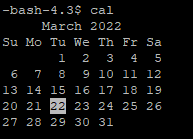 -bash-4.3$ cal
     March 2022
Su Mo Tu We Th Fr Sa
       1  2  3  4  5
 6  7  8  9 10 11 12
13 14 15 16 17 18 19
20 21 22 23 24 25 26
27 28 29 30 31